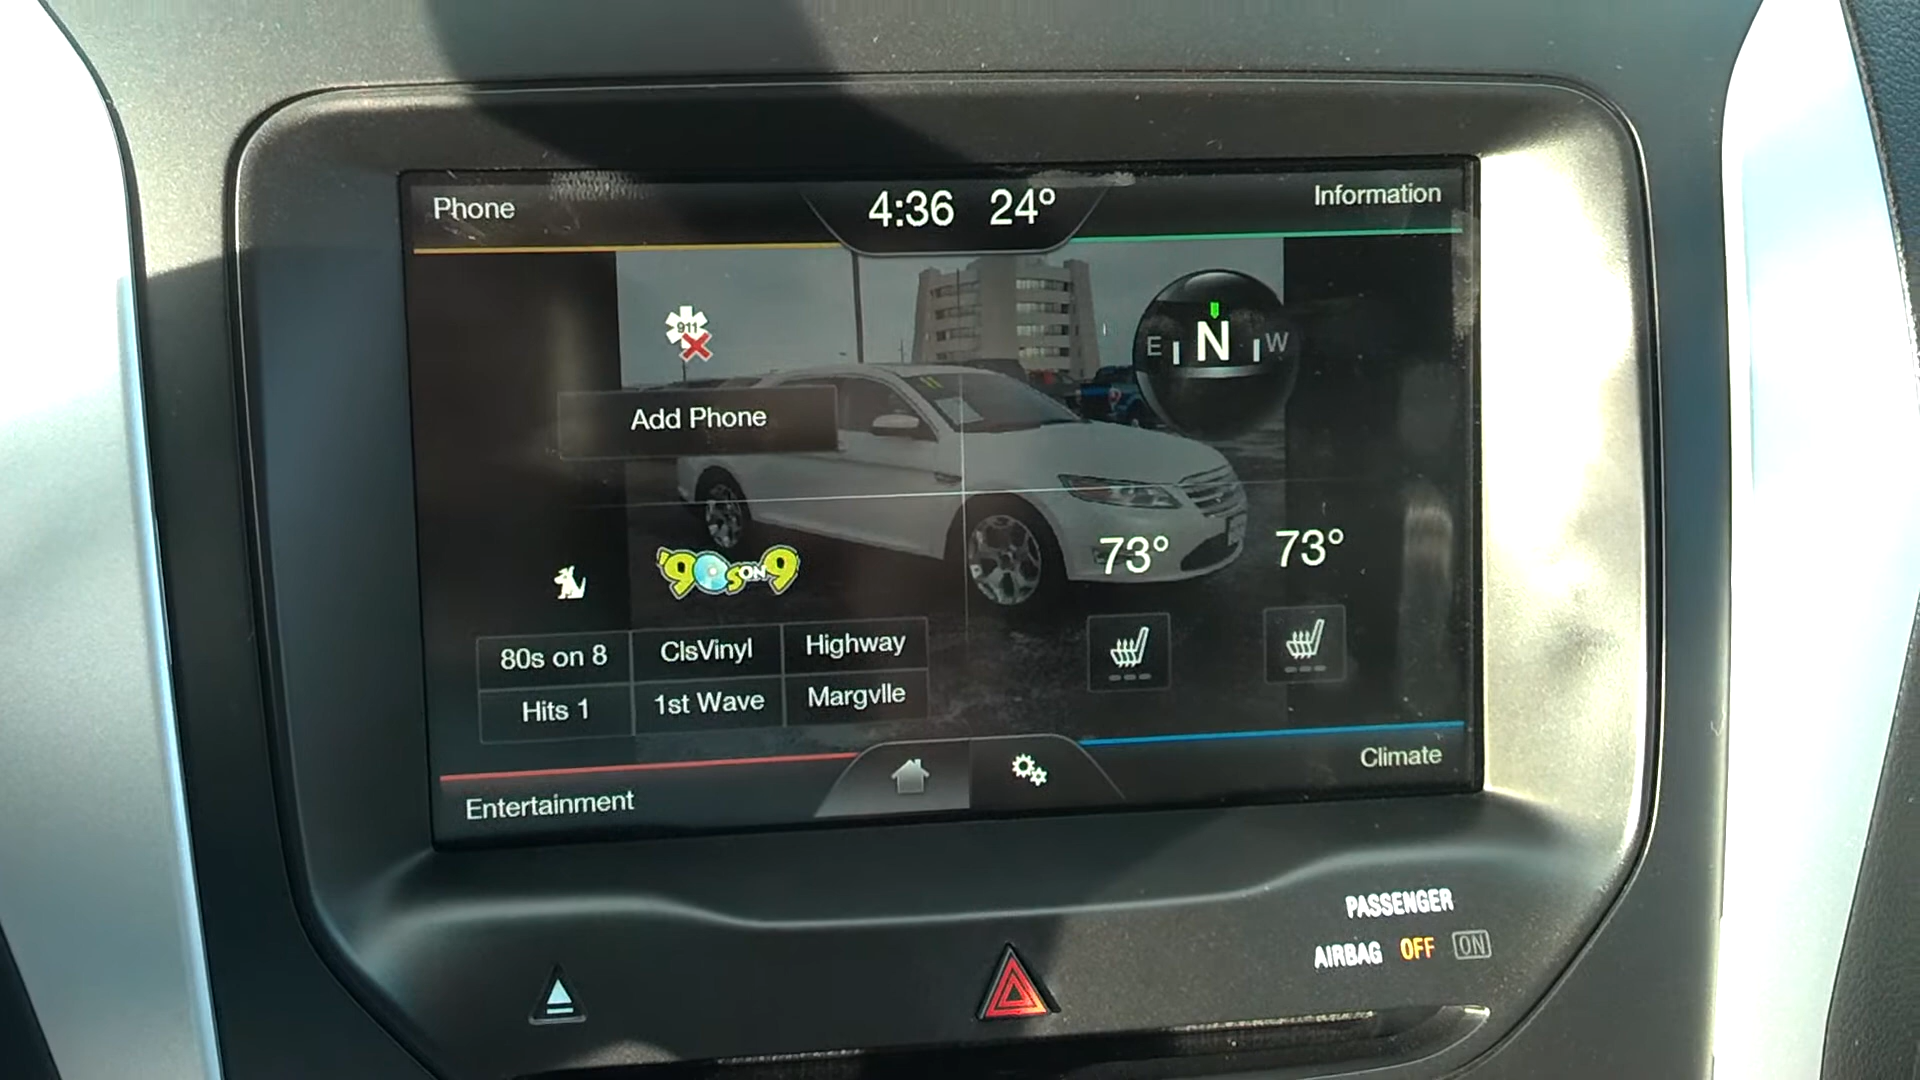 Phone
4:36 24°
Information
911
E N W
Add Phone
'90s ON 9
73° 73°
80s on 8 ClsVinyl Highway
Hits 1 1st Wave Margvlle
Climate
Entertainment
PASSENGER
AIRBAG OFF ON